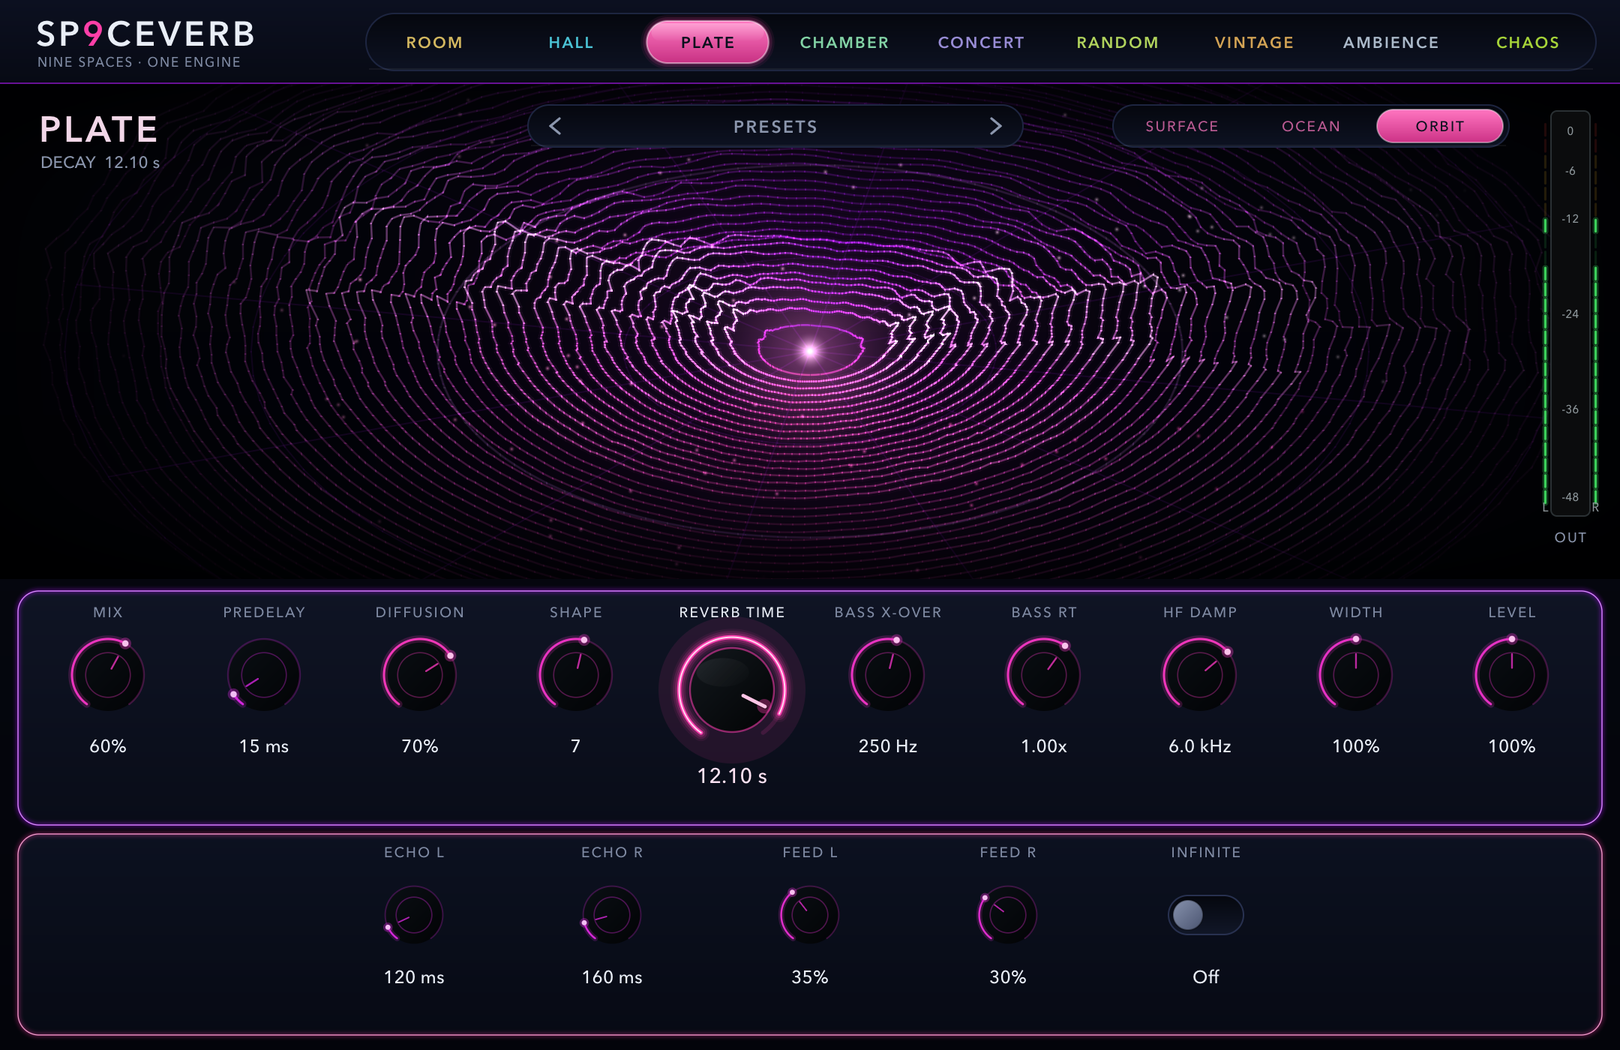 SP9CEVERB
NINE SPACES · ONE ENGINE
ROOM HALL PLATE CHAMBER CONCERT RANDOM VINTAGE AMBIENCE CHAOS
PLATE
DECAY 12.10 s
PRESETS
SURFACE OCEAN ORBIT
0
-6
-12
-24
-36
-48
L R
OUT
MIX PREDELAY DIFFUSION SHAPE REVERB TIME BASS X-OVER BASS RT HF DAMP WIDTH LEVEL
60% 15 ms 70% 7 12.10 s 250 Hz 1.00x 6.0 kHz 100% 100%
ECHO L ECHO R FEED L FEED R INFINITE
120 ms 160 ms 35% 30% Off